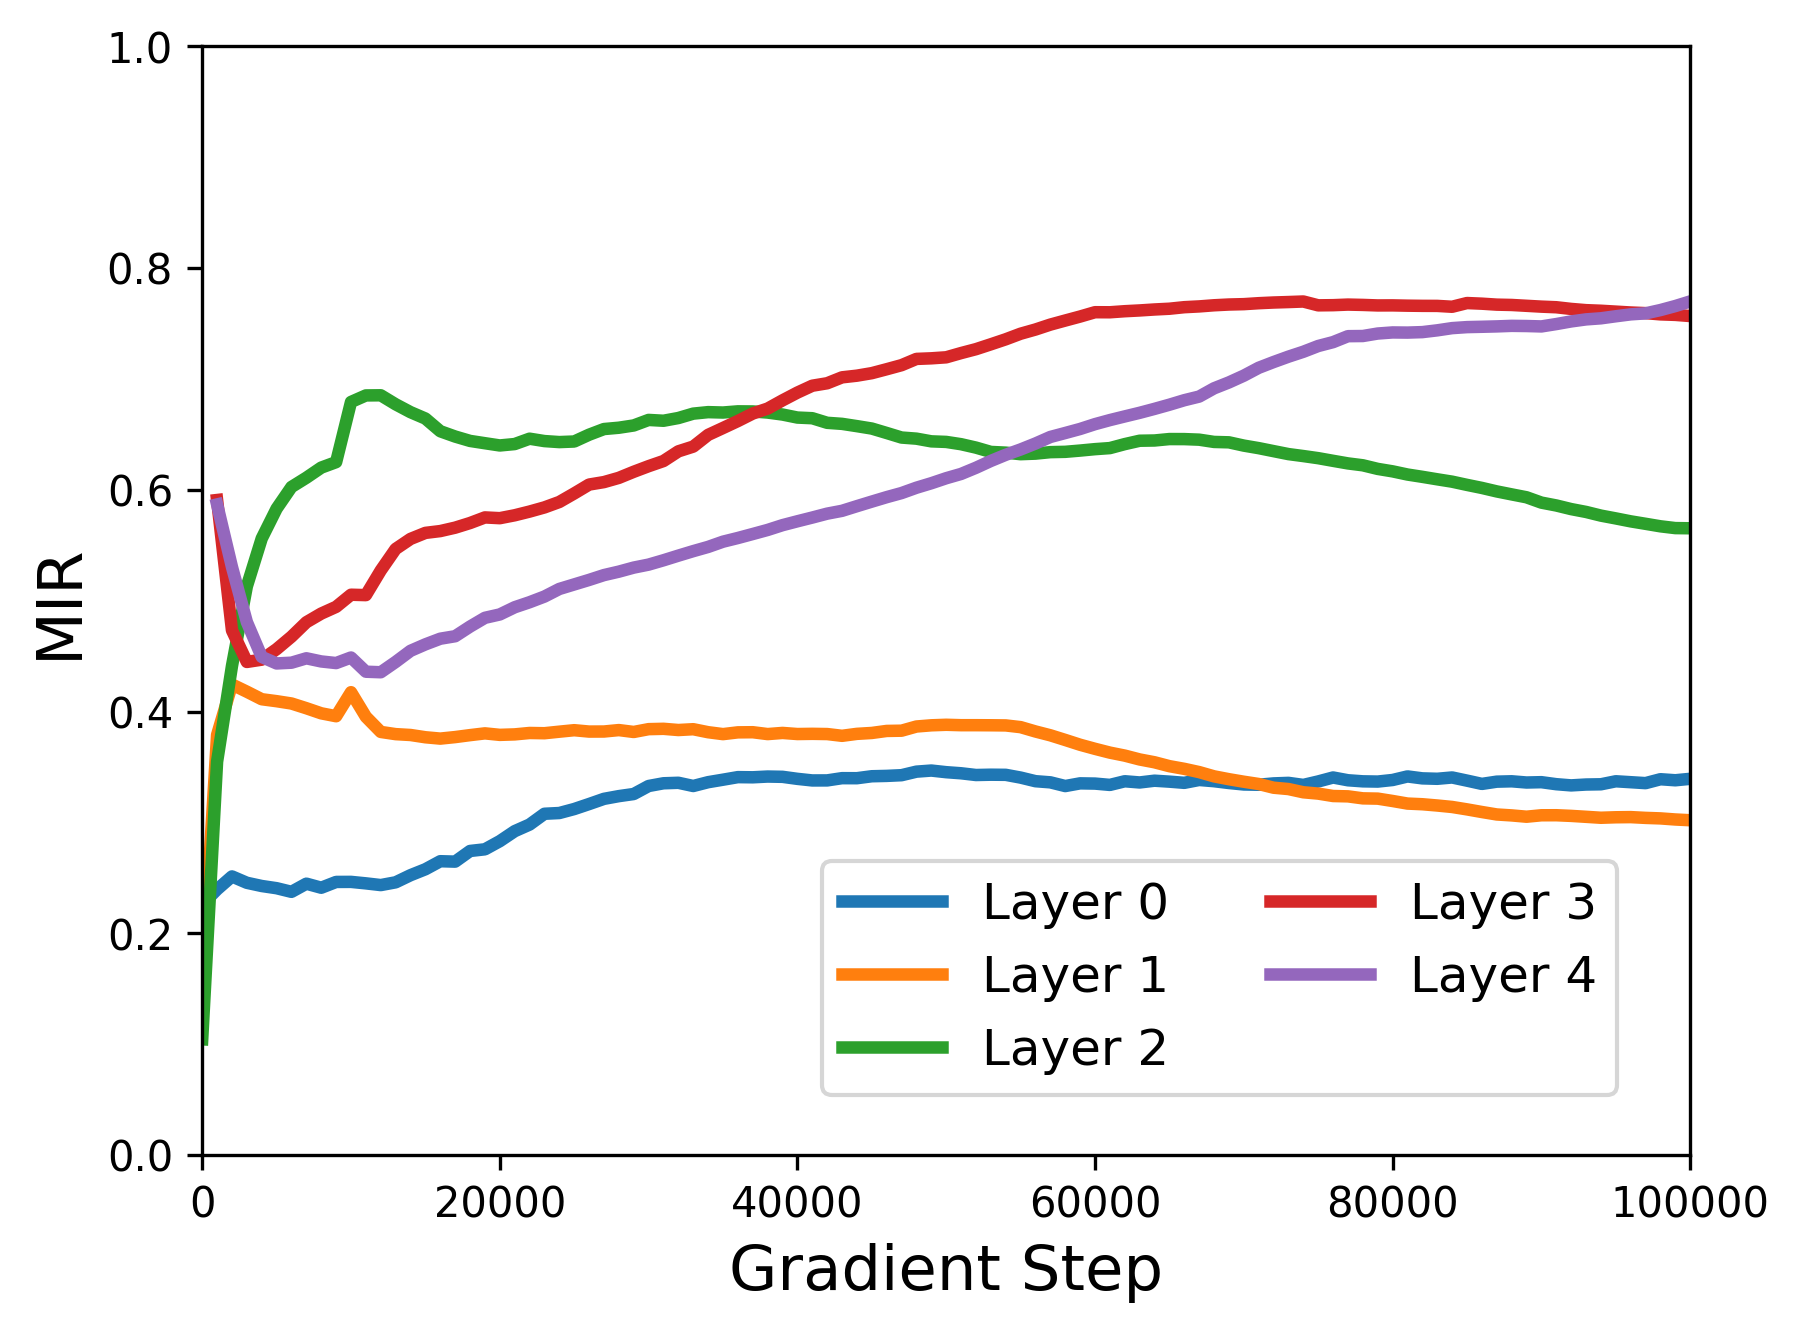 1.0
0.8
0.6
0.4
0.2
0.0
MIR
0 20000 40000 60000 80000 100000
Gradient Step
Layer 0
Layer 1
Layer 2
Layer 3
Layer 4